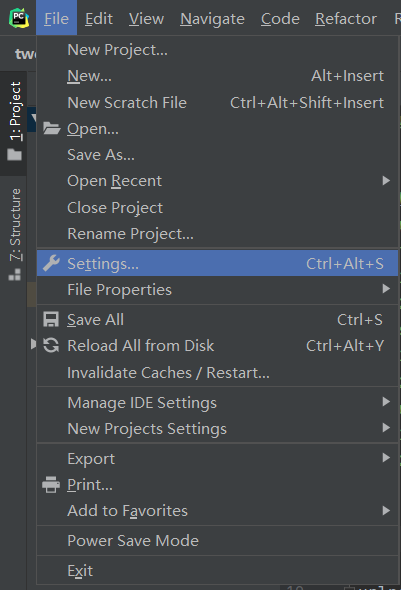 PC File Edit View Navigate Code Refactor
New Project...
New... Alt+Insert
New Scratch File Ctrl+Alt+Shift+Insert
Open...
Save As...
Open Recent
Close Project
Rename Project...
Settings... Ctrl+Alt+S
File Properties
Save All Ctrl+S
Reload All from Disk Ctrl+Alt+Y
Invalidate Caches / Restart...
Manage IDE Settings
New Projects Settings
Export
Print...
Add to Favorites
Power Save Mode
Exit
1: Project
7: Structure